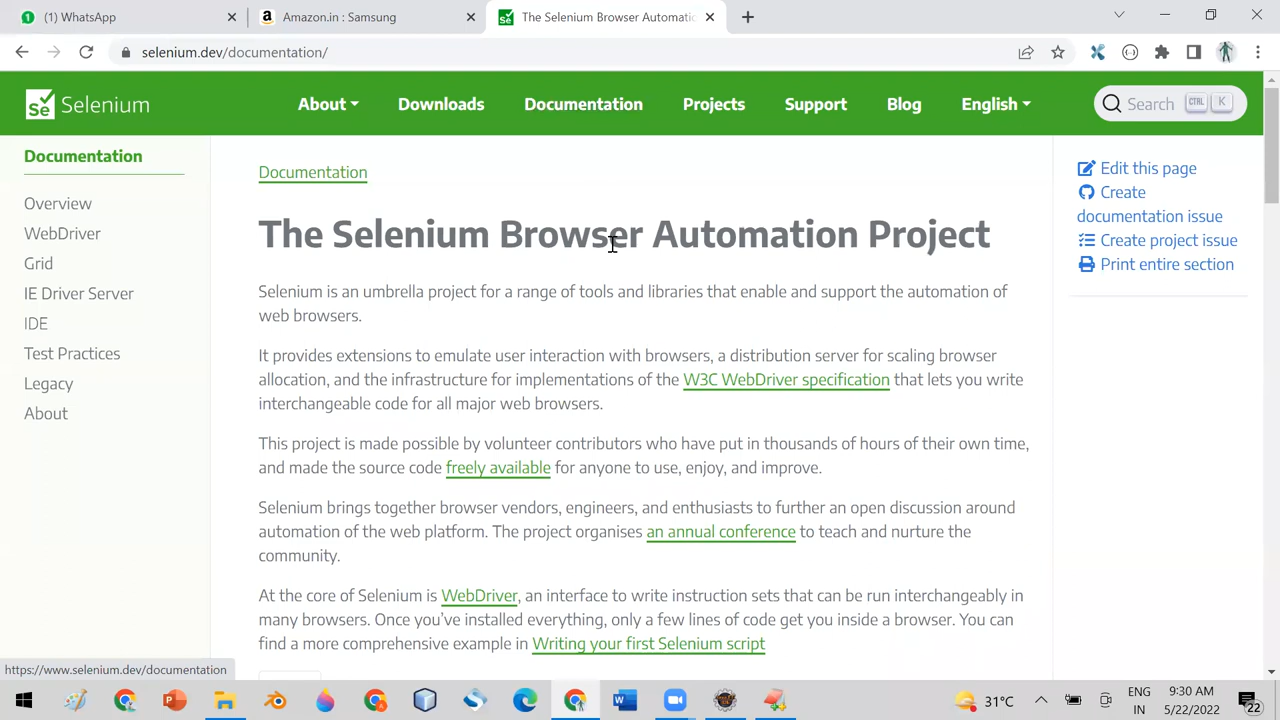 (1) WhatsApp
Amazon.in : Samsung
The Selenium Browser Automatic
selenium.dev/documentation/
Selenium
About
Downloads
Documentation
Projects
Support
Blog
English
Search CTRL K
Documentation
Overview
WebDriver
Grid
IE Driver Server
IDE
Test Practices
Legacy
About
Documentation
The Selenium Browser Automation Project
Selenium is an umbrella project for a range of tools and libraries that enable and support the automation of
web browsers.
It provides extensions to emulate user interaction with browsers, a distribution server for scaling browser
allocation, and the infrastructure for implementations of the W3C WebDriver specification that lets you write
interchangeable code for all major web browsers.
This project is made possible by volunteer contributors who have put in thousands of hours of their own time,
and made the source code freely available for anyone to use, enjoy, and improve.
Selenium brings together browser vendors, engineers, and enthusiasts to further an open discussion around
automation of the web platform. The project organises an annual conference to teach and nurture the
community.
At the core of Selenium is WebDriver, an interface to write instruction sets that can be run interchangeably in
many browsers. Once you've installed everything, only a few lines of code get you inside a browser. You can
find a more comprehensive example in Writing your first Selenium script
Edit this page
Create
documentation issue
Create project issue
Print entire section
https://www.selenium.dev/documentation
31°C
ENG
IN
9:30 AM
5/22/2022
22